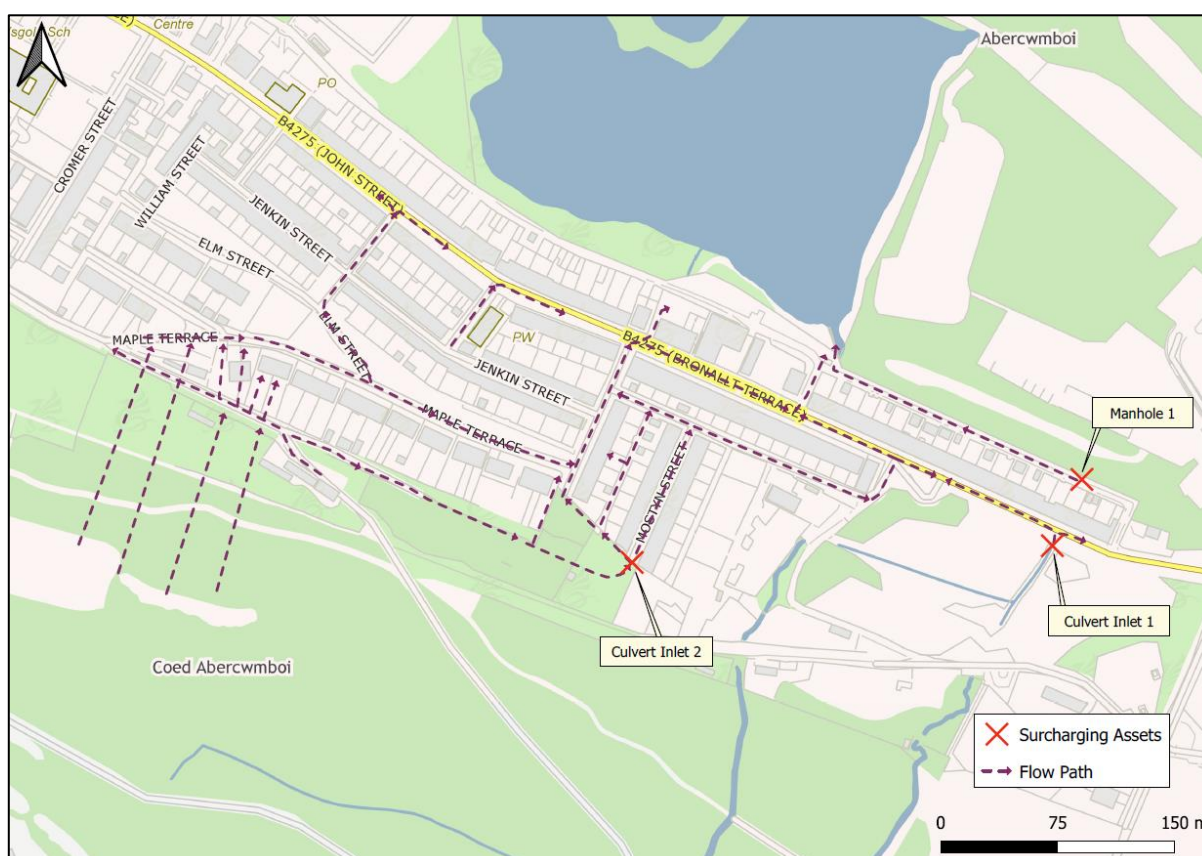 Centre
Abercwmboi
PO
CROMER STREET
WILLIAM STREET
B4275 (JOHN STREET)
JENKIN STREET
ELM STREET
MAPLE TERRACE
ELM STREET
PW
JENKIN STREET
B4275 (BRONALLT TERRACE)
MAPLE TERRACE
MOSTYN STREET
Manhole 1
Culvert Inlet 1
Culvert Inlet 2
Coed Abercwmboi
Surcharging Assets
Flow Path
0 75 150 m